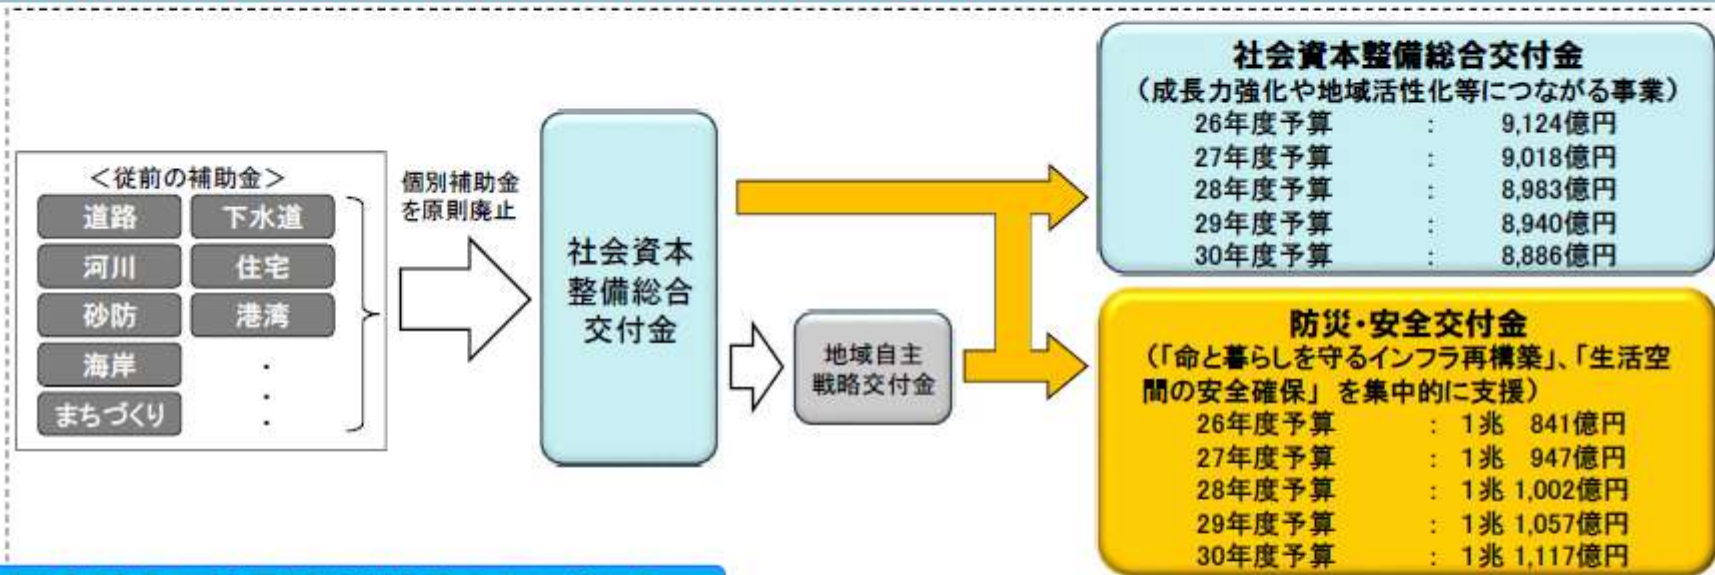 ＜従前の補助金＞
道路
下水道
河川
住宅
砂防
港湾
海岸
・
まちづくり
・
・
個別補助金
を原則廃止
社会資本
整備総合
交付金
地域自主
戦略交付金
社会資本整備総合交付金
（成長力強化や地域活性化等につながる事業）
26年度予算 ： 9,124億円
27年度予算 ： 9,018億円
28年度予算 ： 8,983億円
29年度予算 ： 8,940億円
30年度予算 ： 8,886億円
防災・安全交付金
（「命と暮らしを守るインフラ再構築」、「生活空
間の安全確保」を集中的に支援）
26年度予算 ： 1兆 841億円
27年度予算 ： 1兆 947億円
28年度予算 ： 1兆 1,002億円
29年度予算 ： 1兆 1,057億円
30年度予算 ： 1兆 1,117億円